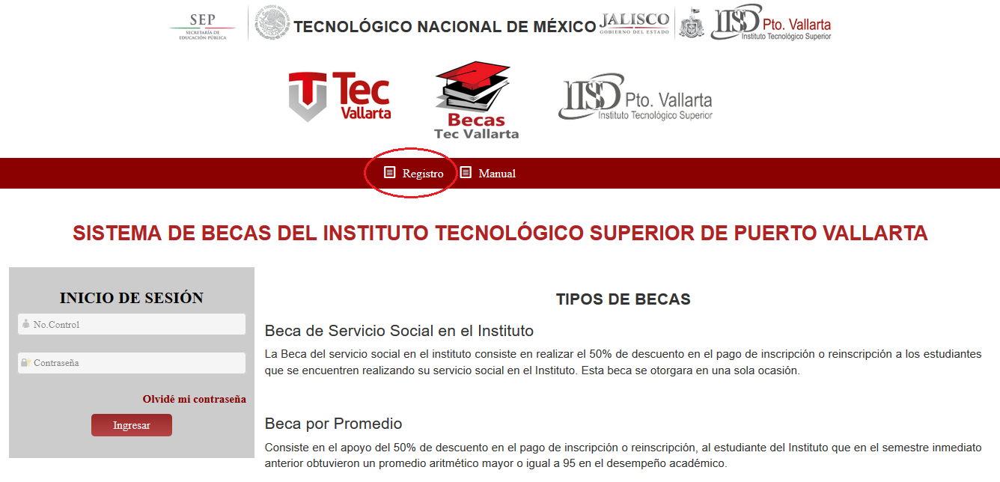 SEP
SECRETARÍA DE
EDUCACIÓN PÚBLICA
TECNOLÓGICO NACIONAL DE MÉXICO
JALISCO
GOBIERNO DEL ESTADO
ITS Pto. Vallarta
Instituto Tecnológico Superior
Tec
Vallarta
Becas
Tec Vallarta
ITS Pto. Vallarta
Instituto Tecnológico Superior
Registro
Manual
SISTEMA DE BECAS DEL INSTITUTO TECNOLÓGICO SUPERIOR DE PUERTO VALLARTA
INICIO DE SESIÓN
No.Control
Contraseña
Olvidé mi contraseña
Ingresar
TIPOS DE BECAS
Beca de Servicio Social en el Instituto
La Beca del servicio social en el instituto consiste en realizar el 50% de descuento en el pago de inscripción o reinscripción a los estudiantes
que se encuentren realizando su servicio social en el Instituto. Esta beca se otorgara en una sola ocasión.
Beca por Promedio
Consiste en el apoyo del 50% de descuento en el pago de inscripción o reinscripción, al estudiante del Instituto que en el semestre inmediato
anterior obtuvieron un promedio aritmético mayor o igual a 95 en el desempeño académico.